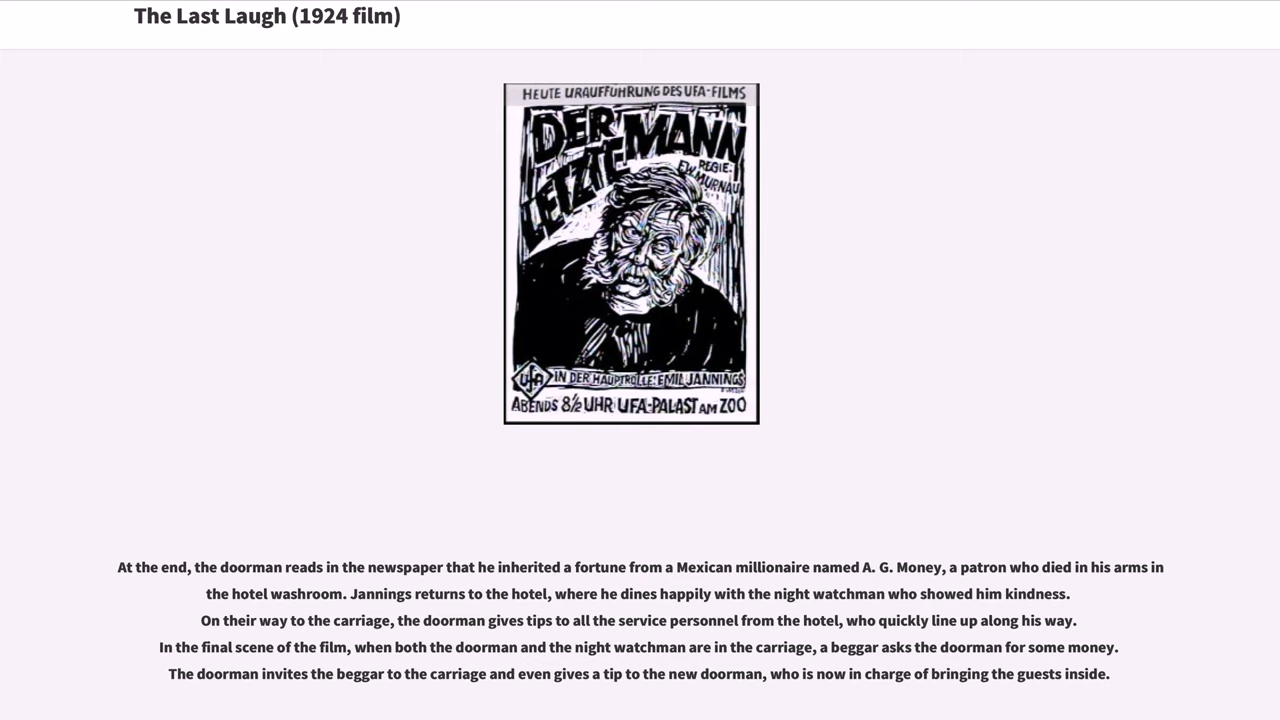 The Last Laugh (1924 film)
HEUTE URAUFFÜHRUNG DES UFA-FILMS
DER
LETZTE MANN
REGIE:
F.W. MURNAU
UFA IN DER HAUPTROLLE: EMIL JANNINGS
ABENDS 8½ UHR UFA-PALAST AM ZOO
At the end, the doorman reads in the newspaper that he inherited a fortune from a Mexican millionaire named A. G. Money, a patron who died in his arms in
the hotel washroom. Jannings returns to the hotel, where he dines happily with the night watchman who showed him kindness.
On their way to the carriage, the doorman gives tips to all the service personnel from the hotel, who quickly line up along his way.
In the final scene of the film, when both the doorman and the night watchman are in the carriage, a beggar asks the doorman for some money.
The doorman invites the beggar to the carriage and even gives a tip to the new doorman, who is now in charge of bringing the guests inside.